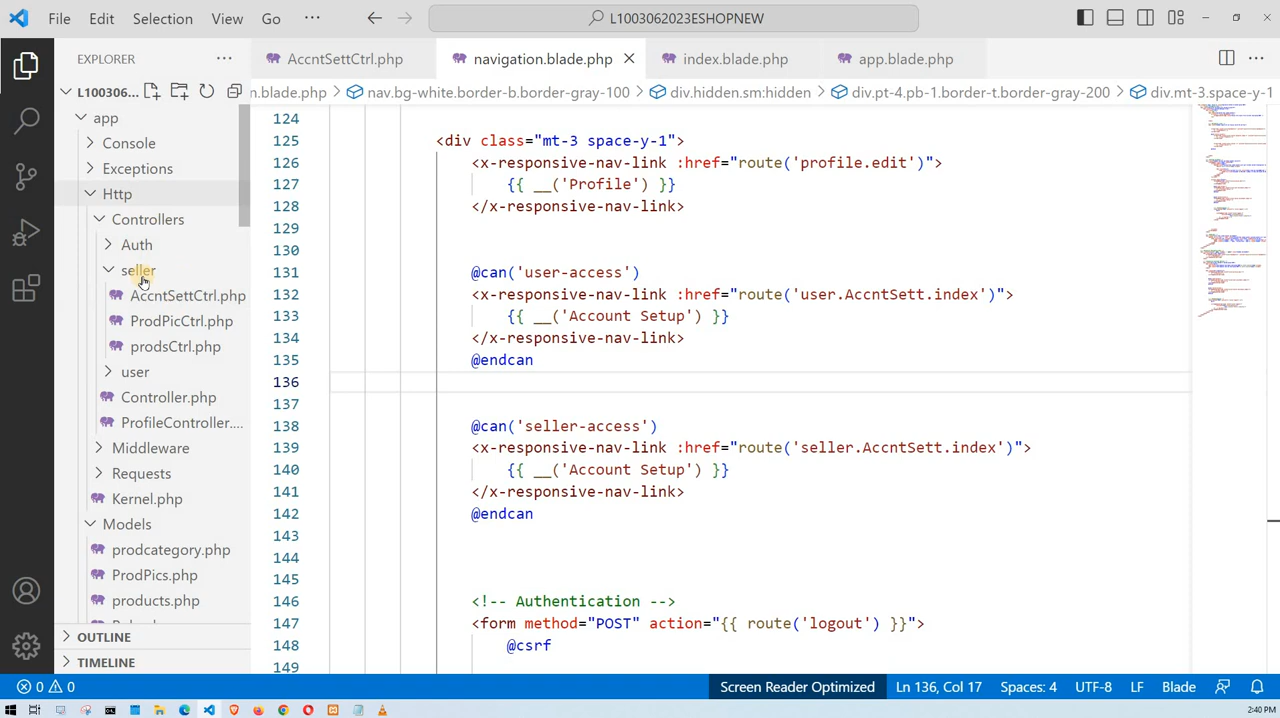 File Edit Selection View Go ··· L1003062023ESHOPNEW
EXPLORER ···
AccntSettCtrl.php navigation.blade.php index.blade.php app.blade.php ···
L100306...
n.blade.php > nav.bg-white.border-b.border-gray-100 > div.hidden.sm:hidden > div.pt-4.pb-1.border-t.border-gray-200 > div.mt-3.space-y-1
app
Console
Exceptions
Http
Controllers
Auth
seller
AccntSettCtrl.php
ProdPicCtrl.php
prodsCtrl.php
user
Controller.php
ProfileController....
Middleware
Requests
Kernel.php
Models
prodcategory.php
ProdPics.php
products.php
OUTLINE
TIMELINE
124
125 <div class="mt-3 space-y-1">
126 <x-responsive-nav-link :href="route('profile.edit')">
127 {{ __('Profile') }}
128 </x-responsive-nav-link>
129
130
131 @can('user-access')
132 <x-responsive-nav-link :href="route('user.AccntSett.index')">
133 {{ __('Account Setup') }}
134 </x-responsive-nav-link>
135 @endcan
136
137
138 @can('seller-access')
139 <x-responsive-nav-link :href="route('seller.AccntSett.index')">
140 {{ __('Account Setup') }}
141 </x-responsive-nav-link>
142 @endcan
143
144
145
146 <!-- Authentication -->
147 <form method="POST" action="{{ route('logout') }}">
148 @csrf
149
0 0 Screen Reader Optimized Ln 136, Col 17 Spaces: 4 UTF-8 LF Blade
2:40 PM